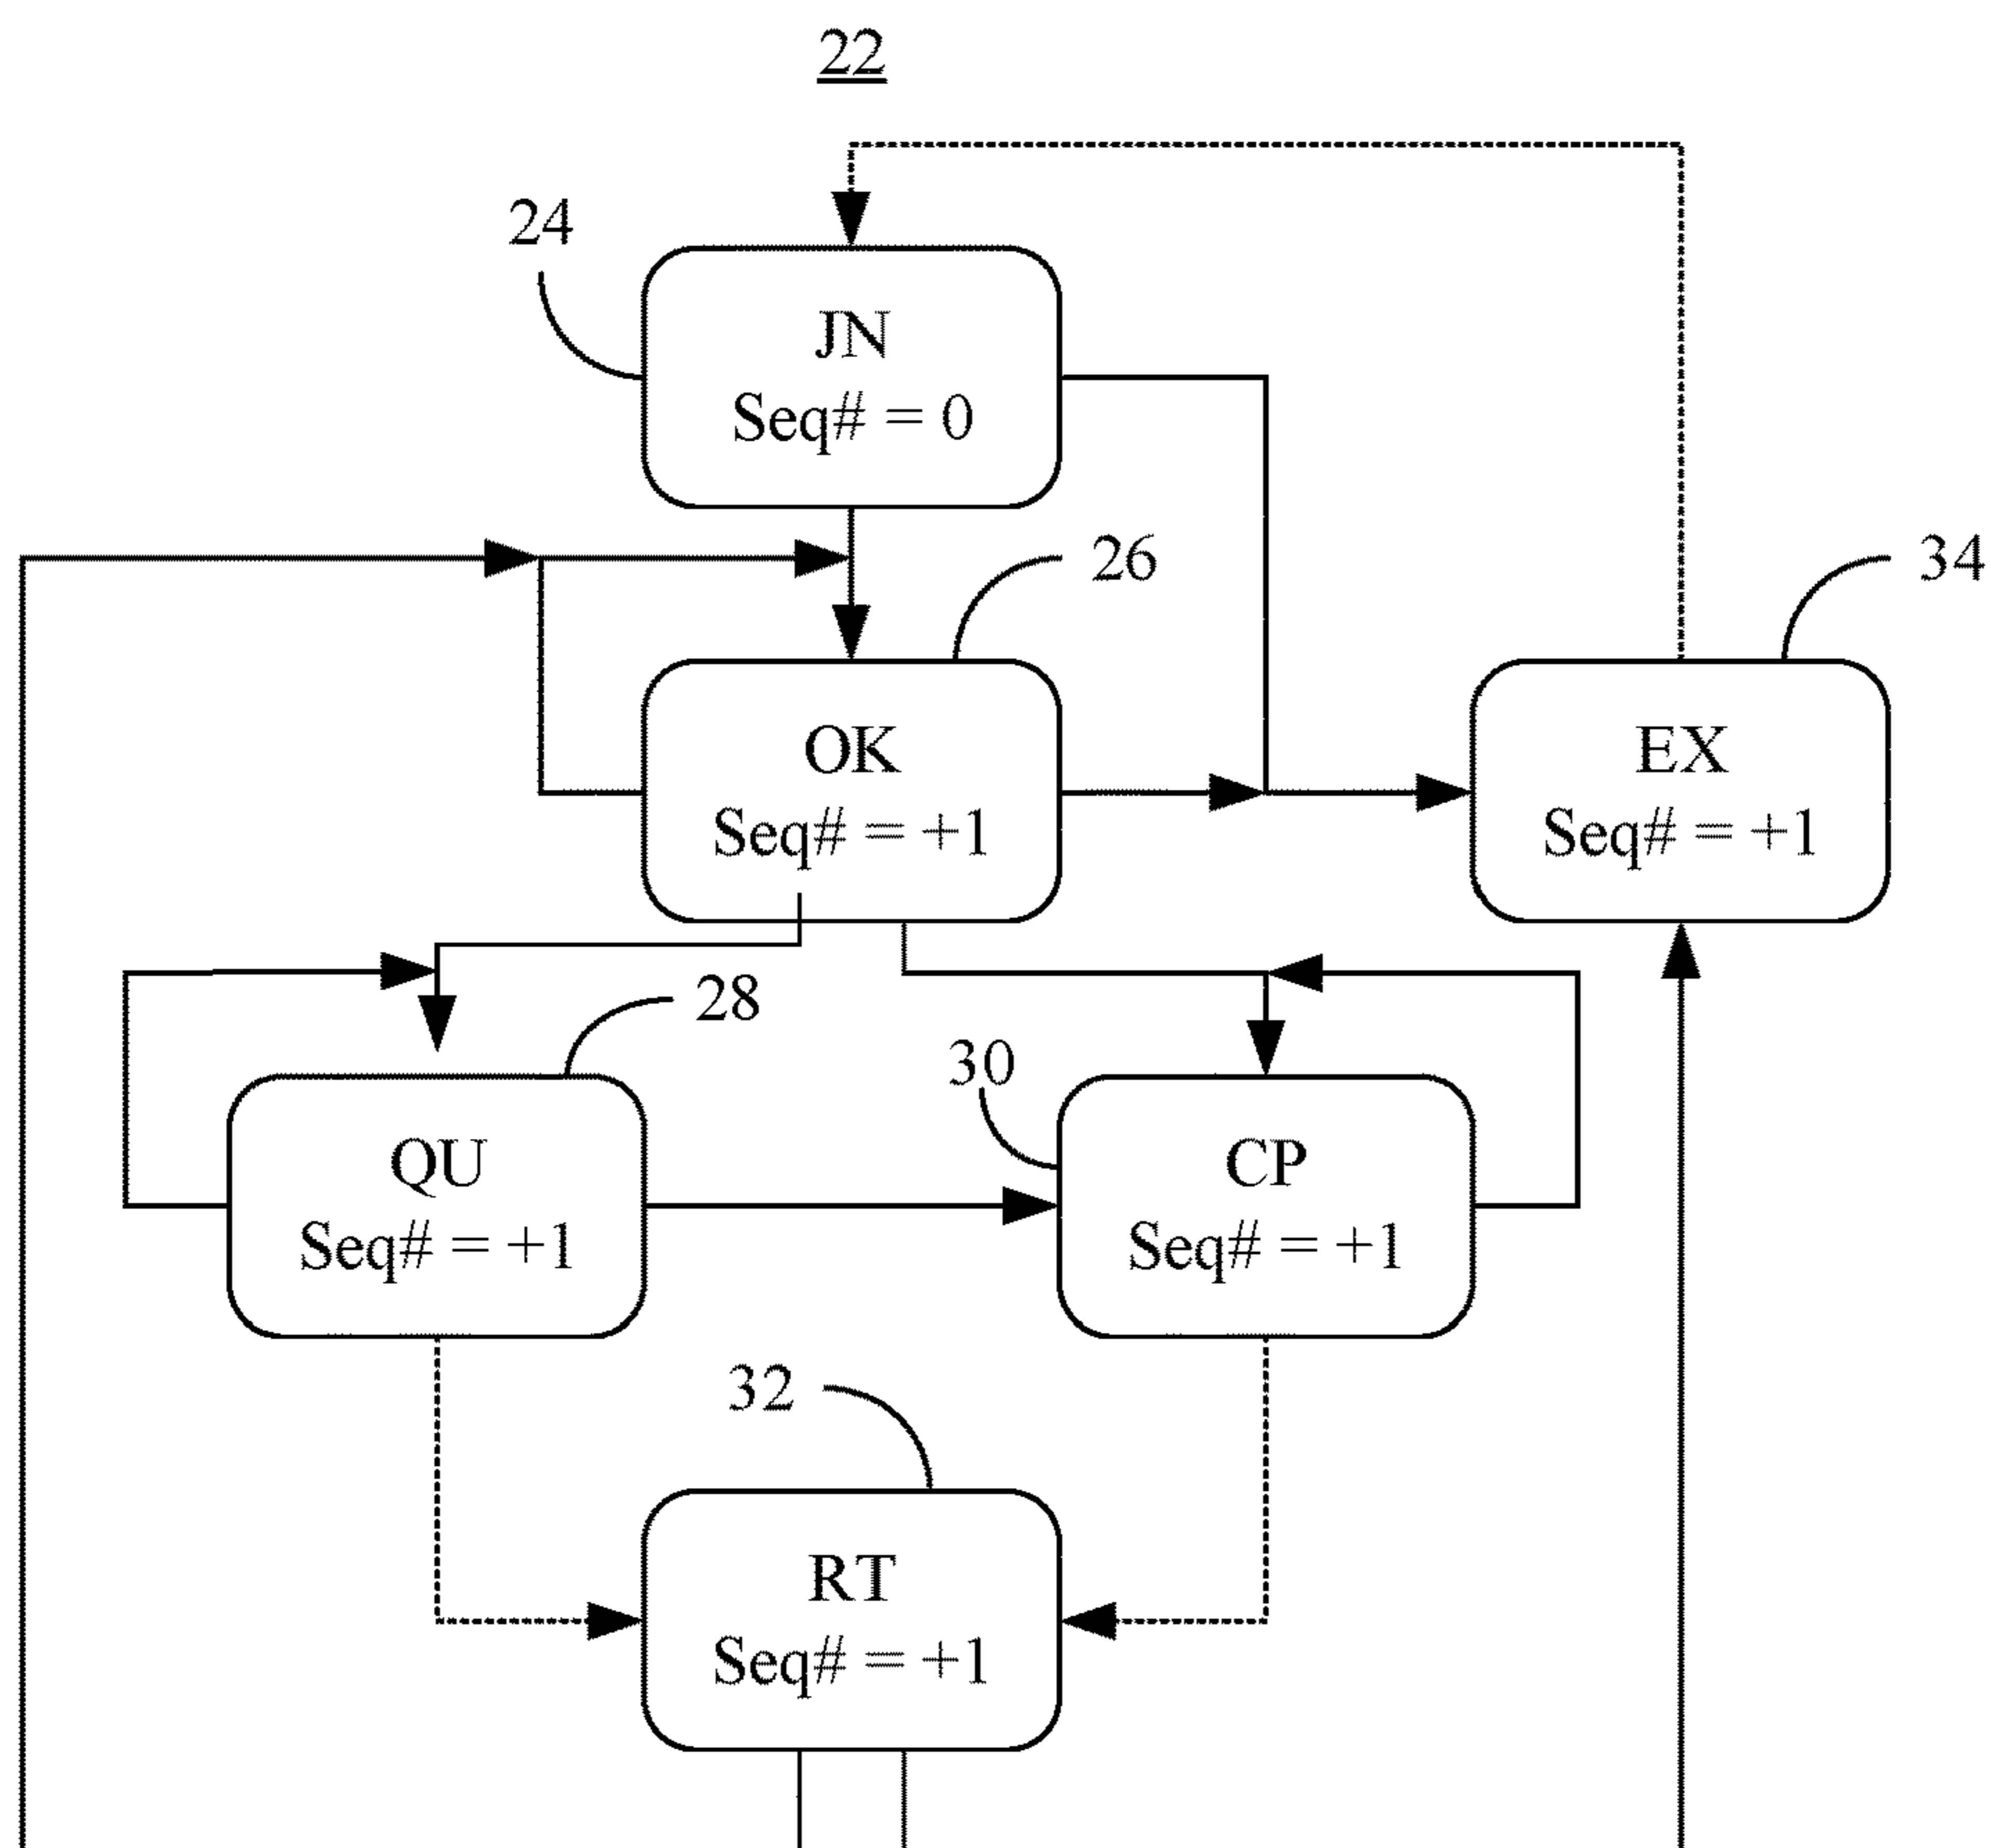 22
24
JN
Seq# = 0
26
34
OK
Seq# = +1
EX
Seq# = +1
28
30
QU
Seq# = +1
CP
Seq# = +1
32
RT
Seq# = +1